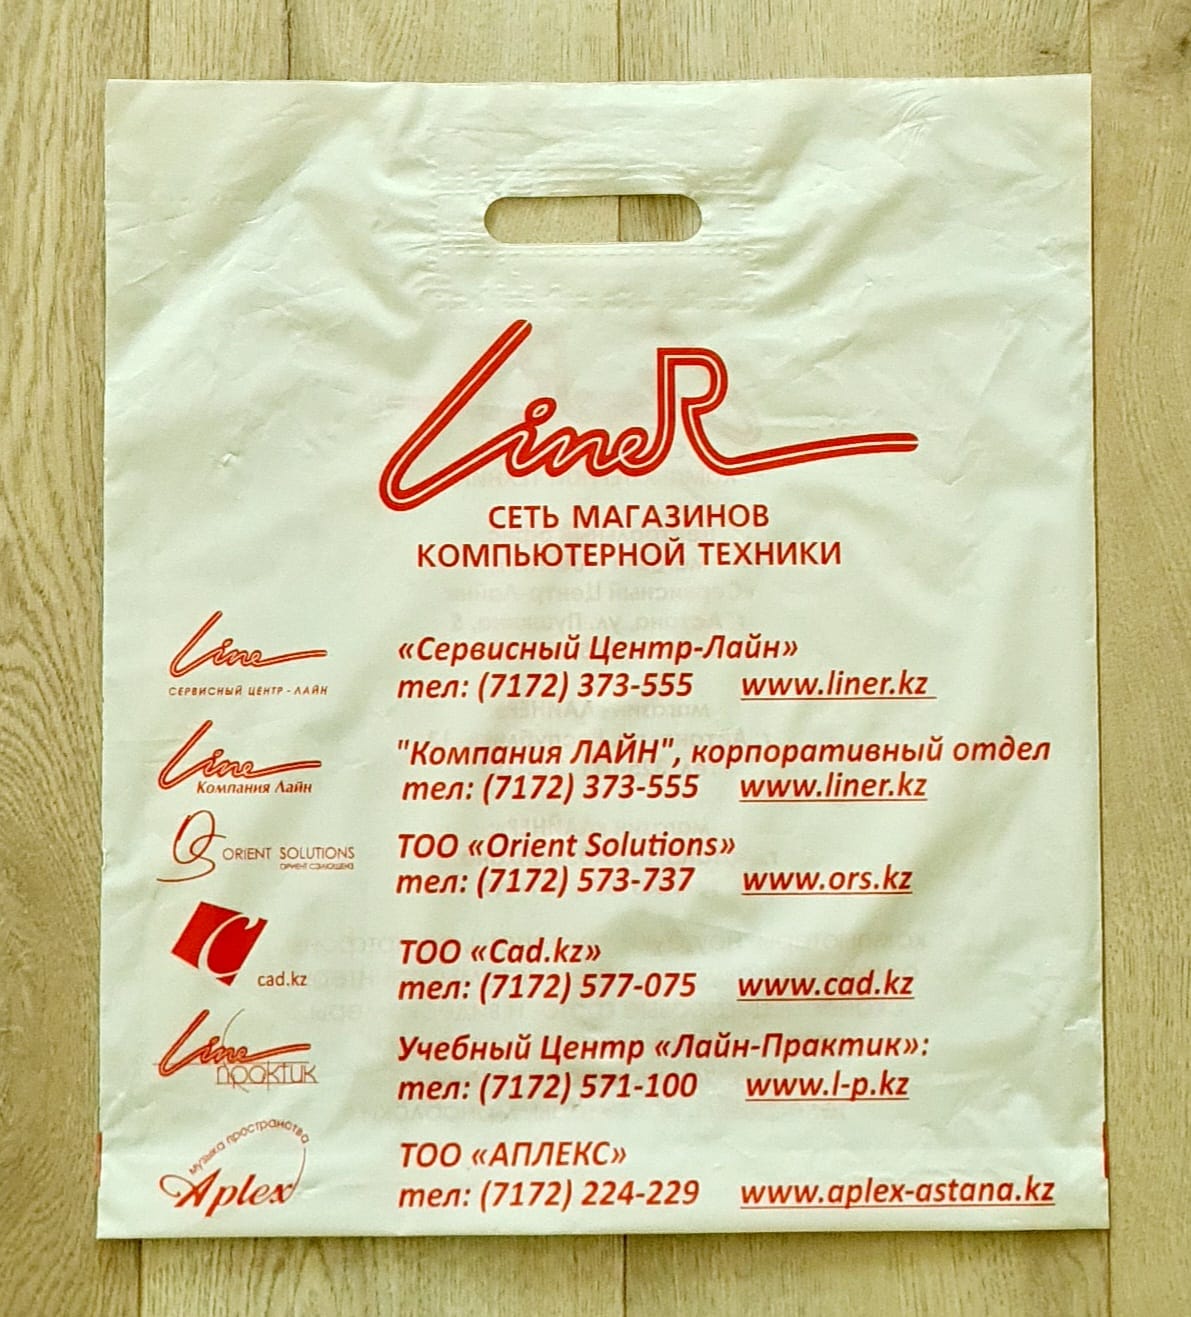 LineR
СЕТЬ МАГАЗИНОВ
КОМПЬЮТЕРНОЙ ТЕХНИКИ
Line
СЕРВИСНЫЙ ЦЕНТР - ЛАЙН
«Сервисный Центр-Лайн»
тел: (7172) 373-555 www.liner.kz
Line
Компания Лайн
"Компания ЛАЙН", корпоративный отдел
тел: (7172) 373-555 www.liner.kz
OS ORIENT SOLUTIONS
ОРИЕНТ СОЛЮШЕНЗ
ТОО «Orient Solutions»
тел: (7172) 573-737 www.ors.kz
cad.kz
ТОО «Cad.kz»
тел: (7172) 577-075 www.cad.kz
Line
практик
Учебный Центр «Лайн-Практик»:
тел: (7172) 571-100 www.l-p.kz
музыка пространства
Aplex
ТОО «АПЛЕКС»
тел: (7172) 224-229 www.aplex-astana.kz